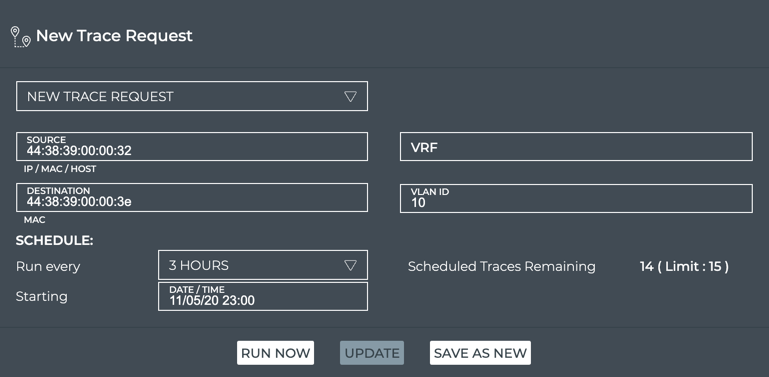 New Trace Request
NEW TRACE REQUEST
SOURCE
44:38:39:00:00:32
VRF
IP / MAC / HOST
DESTINATION
44:38:39:00:00:3e
VLAN ID
10
MAC
SCHEDULE:
Run every
3 HOURS
Scheduled Traces Remaining 14 ( Limit : 15 )
Starting
DATE / TIME
11/05/20 23:00
RUN NOW UPDATE SAVE AS NEW